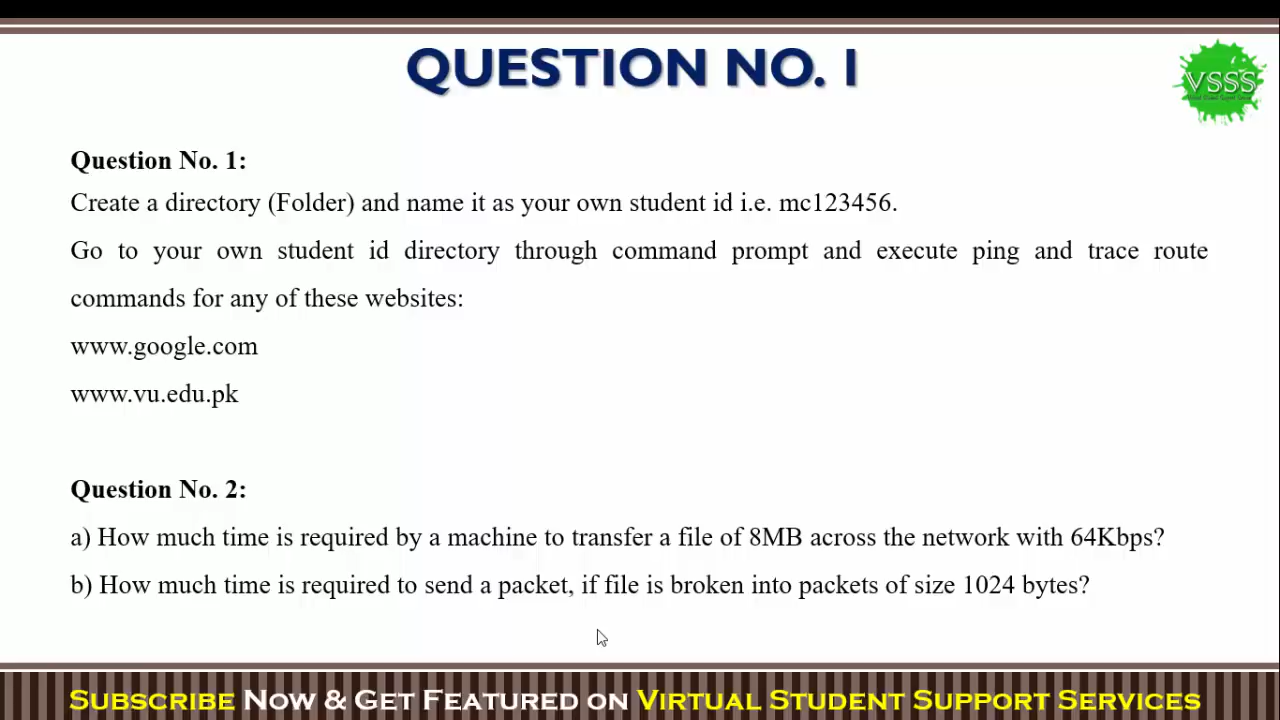 QUESTION NO. 1
VSSS
Question No. 1:
Create a directory (Folder) and name it as your own student id i.e. mc123456.
Go to your own student id directory through command prompt and execute ping and trace route
commands for any of these websites:
www.google.com
www.vu.edu.pk
Question No. 2:
a) How much time is required by a machine to transfer a file of 8MB across the network with 64Kbps?
b) How much time is required to send a packet, if file is broken into packets of size 1024 bytes?
SUBSCRIBE NOW & GET FEATURED ON VIRTUAL STUDENT SUPPORT SERVICES